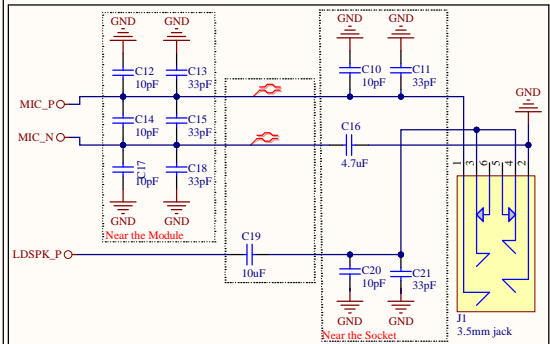 GND GND GND GND
C12 C13 C10 C11
10pF 33pF 10pF 33pF
GND
MIC_P
C14 C15 C16
10pF 33pF 4.7uF
MIC_N
1 3 6 5 4 2
C17 C18
10pF 33pF
GND GND
Near the Module
C19
LDSPK_P
10uF
C20 C21
10pF 33pF
GND GND
J1
3.5mm jack
Near the Socket